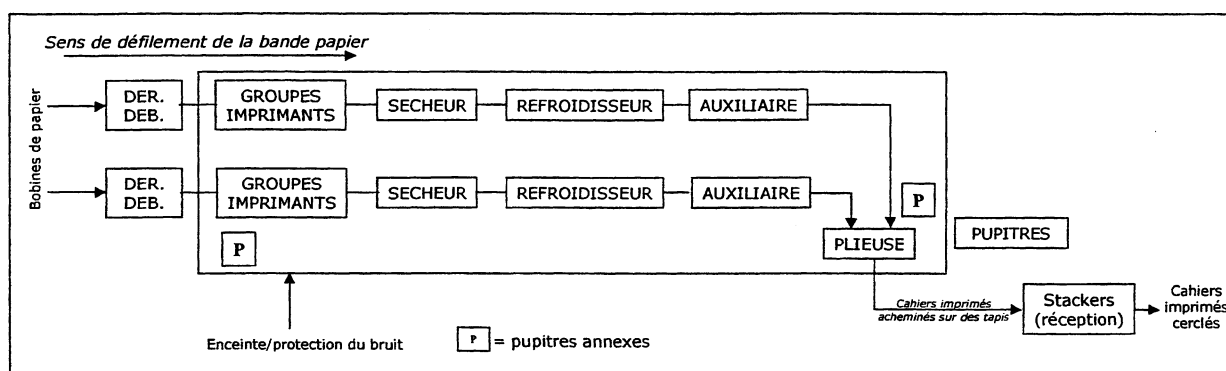 Sens de défilement de la bande papier
Bobines de papier
DER.
DEB.
GROUPES
IMPRIMANTS
SECHEUR
REFROIDISSEUR
AUXILIAIRE
DER.
DEB.
GROUPES
IMPRIMANTS
SECHEUR
REFROIDISSEUR
AUXILIAIRE
P
P
PLIEUSE
PUPITRES
Cahiers imprimés
acheminés sur des tapis
Stackers
(réception)
Cahiers
imprimés
cerclés
Enceinte/protection du bruit
P = pupitres annexes